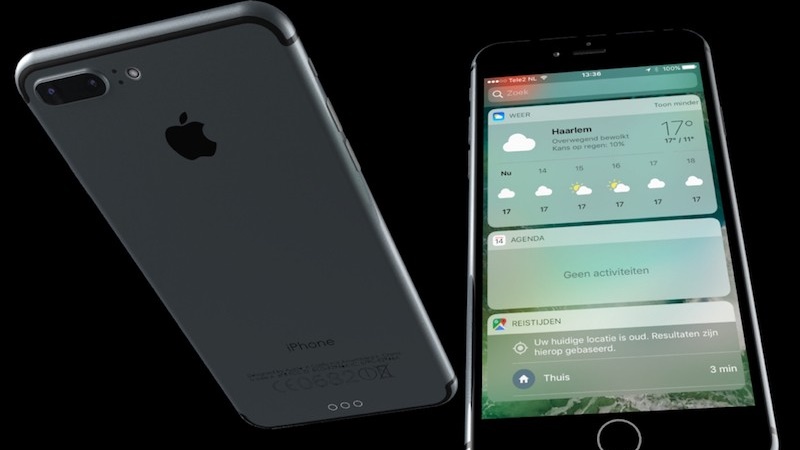 iPhone
Tele2 NL
13:36
100%
Zoek
WEER
Toon minder
Haarlem
Overwegend bewolkt
Kans op regen: 10%
17°
17° / 11°
Nu 14 15 16 17 18
17 17 17 17 17 17
14
AGENDA
Geen activiteiten
REISTIJDEN
Uw huidige locatie is oud. Resultaten zijn
hierop gebaseerd.
Thuis
3 min